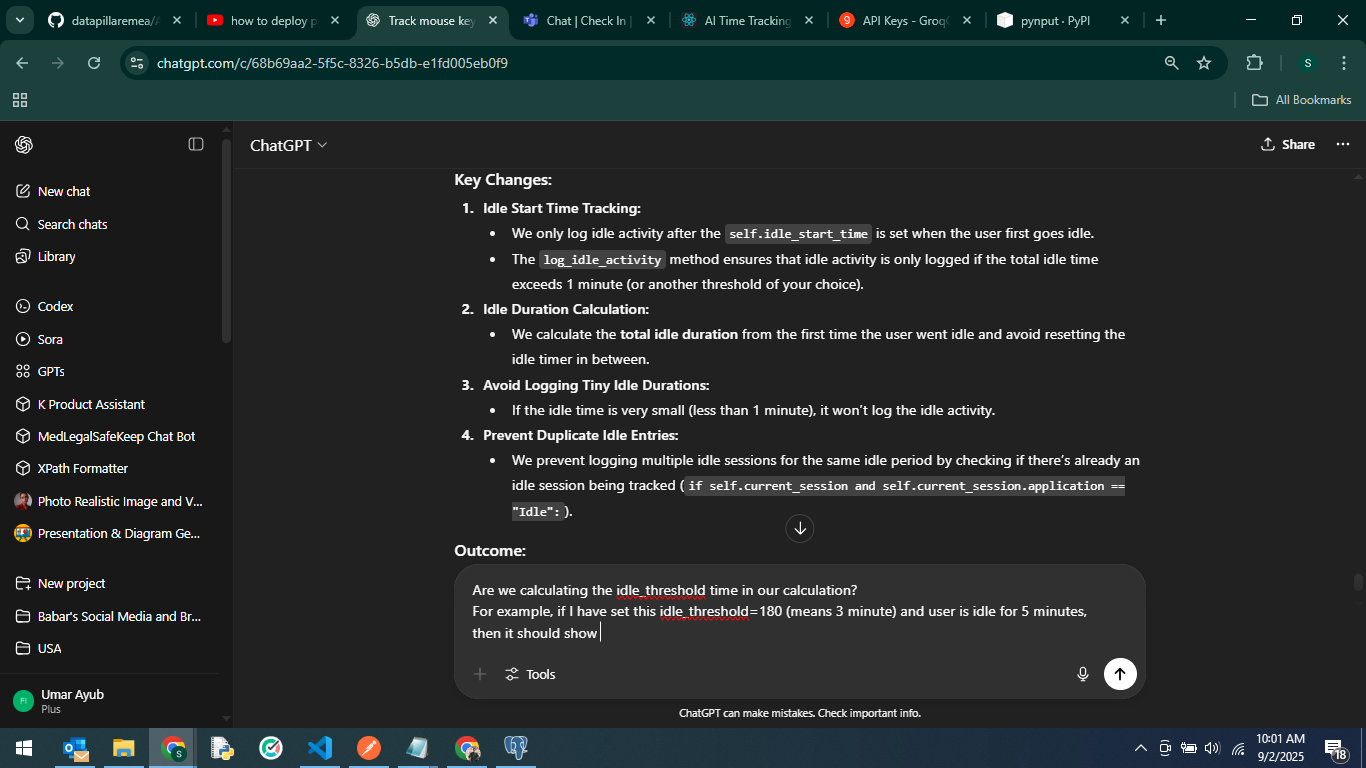 datapillaremea/A
how to deploy p
Track mouse key
Chat | Check In |
AI Time Tracking
API Keys - GroqC
pynput · PyPI
chatgpt.com/c/68b69aa2-5f5c-8326-b5db-e1fd005eb0f9
S
All Bookmarks
ChatGPT
Share
New chat
Search chats
Library
Codex
Sora
GPTs
K Product Assistant
MedLegalSafeKeep Chat Bot
XPath Formatter
Photo Realistic Image and V...
Presentation & Diagram Ge...
New project
Babar's Social Media and Br...
USA
FI
Umar Ayub
Plus
Key Changes:
1. Idle Start Time Tracking:
• We only log idle activity after the self.idle_start_time is set when the user first goes idle.
• The log_idle_activity method ensures that idle activity is only logged if the total idle time
exceeds 1 minute (or another threshold of your choice).
2. Idle Duration Calculation:
• We calculate the total idle duration from the first time the user went idle and avoid resetting the
idle timer in between.
3. Avoid Logging Tiny Idle Durations:
• If the idle time is very small (less than 1 minute), it won't log the idle activity.
4. Prevent Duplicate Idle Entries:
• We prevent logging multiple idle sessions for the same idle period by checking if there's already an
idle session being tracked (if self.current_session and self.current_session.application ==
"Idle":).
Outcome:
Are we calculating the idle_threshold time in our calculation?
For example, if I have set this idle_threshold=180 (means 3 minute) and user is idle for 5 minutes,
then it should show
Tools
ChatGPT can make mistakes. Check important info.
10:01 AM
9/2/2025
18